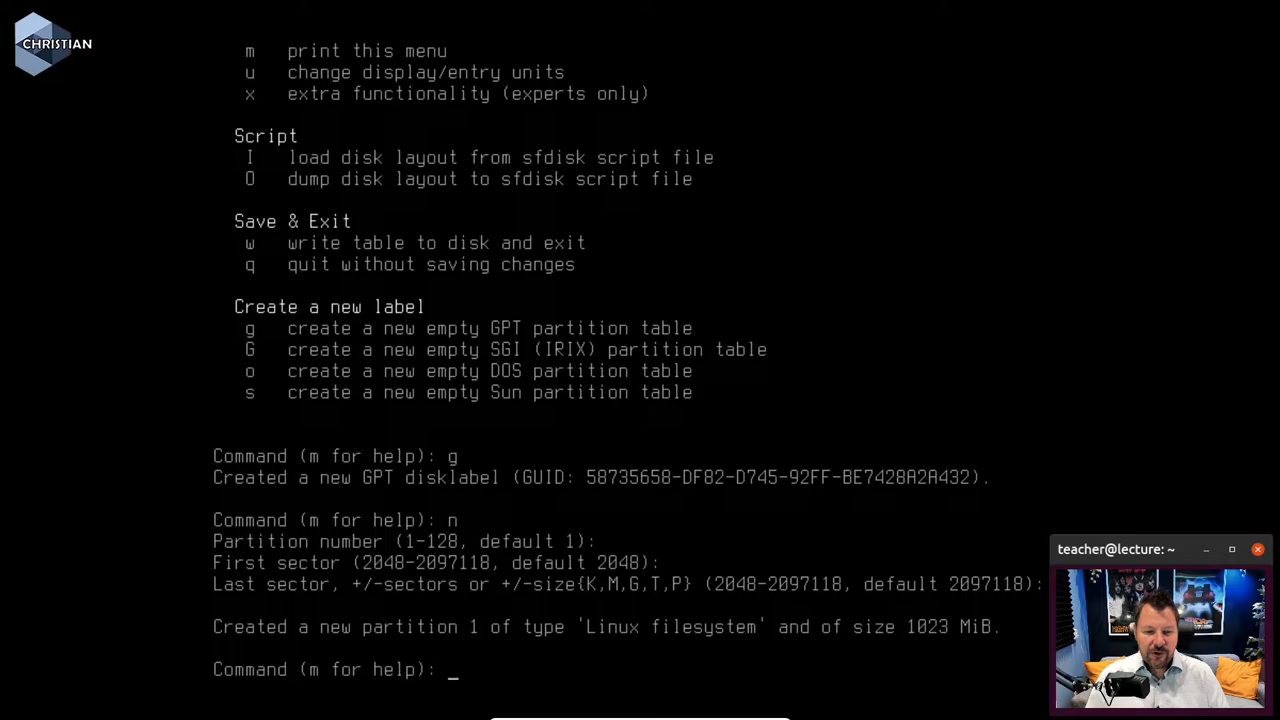 CHRISTIAN
m print this menu
u change display/entry units
x extra functionality (experts only)
Script
I load disk layout from sfdisk script file
O dump disk layout to sfdisk script file
Save & Exit
w write table to disk and exit
q quit without saving changes
Create a new label
g create a new empty GPT partition table
G create a new empty SGI (IRIX) partition table
o create a new empty DOS partition table
s create a new empty Sun partition table
Command (m for help): g
Created a new GPT disklabel (GUID: 58735658-DF82-D745-92FF-BE7428A2A432).
Command (m for help): n
Partition number (1-128, default 1):
First sector (2048-2097118, default 2048):
Last sector, +/-sectors or +/-size{K,M,G,T,P} (2048-2097118, default 2097118):
Created a new partition 1 of type 'Linux filesystem' and of size 1023 MiB.
Command (m for help): _
teacher@lecture: ~